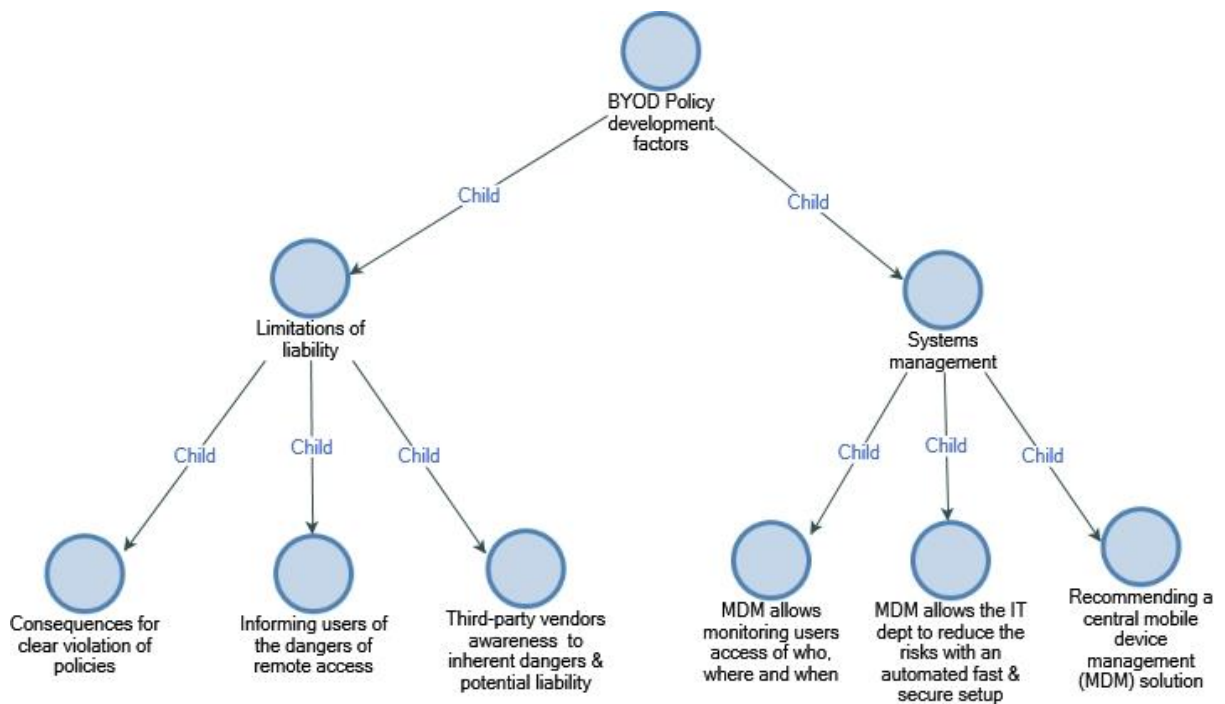 BYOD Policy
development
factors
Child
Child
Limitations of
liability
Systems
management
Child
Child
Child
Child
Child
Child
Consequences for
clear violation of
policies
Informing users
of the dangers of
remote access
Third-party vendors
awareness to
inherent dangers &
potential liability
MDM allows
monitoring users
access of who,
where and when
MDM allows the IT
dept to reduce the
risks with an
automated fast &
secure setup
Recommending a
central mobile
device
management
(MDM) solution